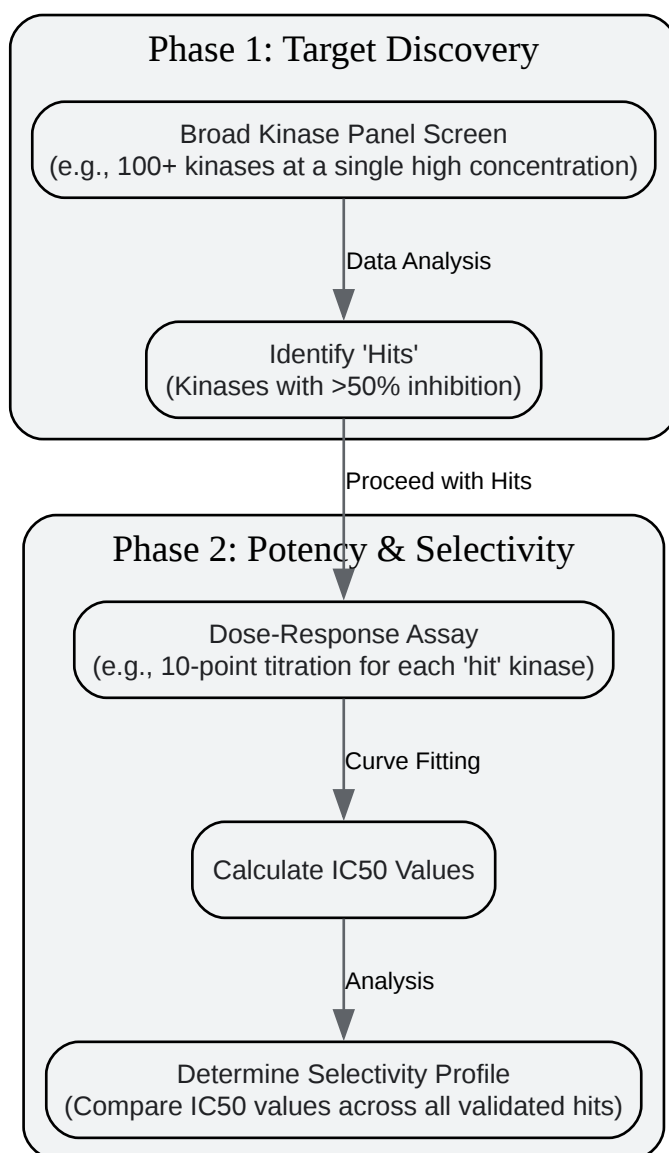 Phase 1: Target Discovery
Broad Kinase Panel Screen
(e.g., 100+ kinases at a single high concentration)
Data Analysis
Identify 'Hits'
(Kinases with >50% inhibition)
Proceed with Hits
Phase 2: Potency & Selectivity
Dose-Response Assay
(e.g., 10-point titration for each 'hit' kinase)
Curve Fitting
Calculate IC50 Values
Analysis
Determine Selectivity Profile
(Compare IC50 values across all validated hits)